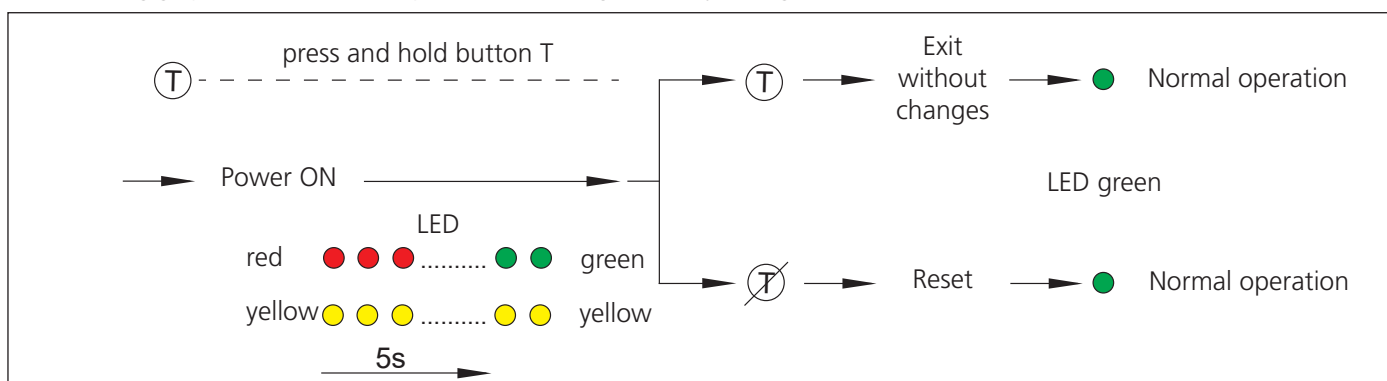 press and hold button T
T
T
Exit
without
changes
Normal operation
Power ON
LED green
LED
red .......... green
yellow .......... yellow
5s
T
Reset
Normal operation